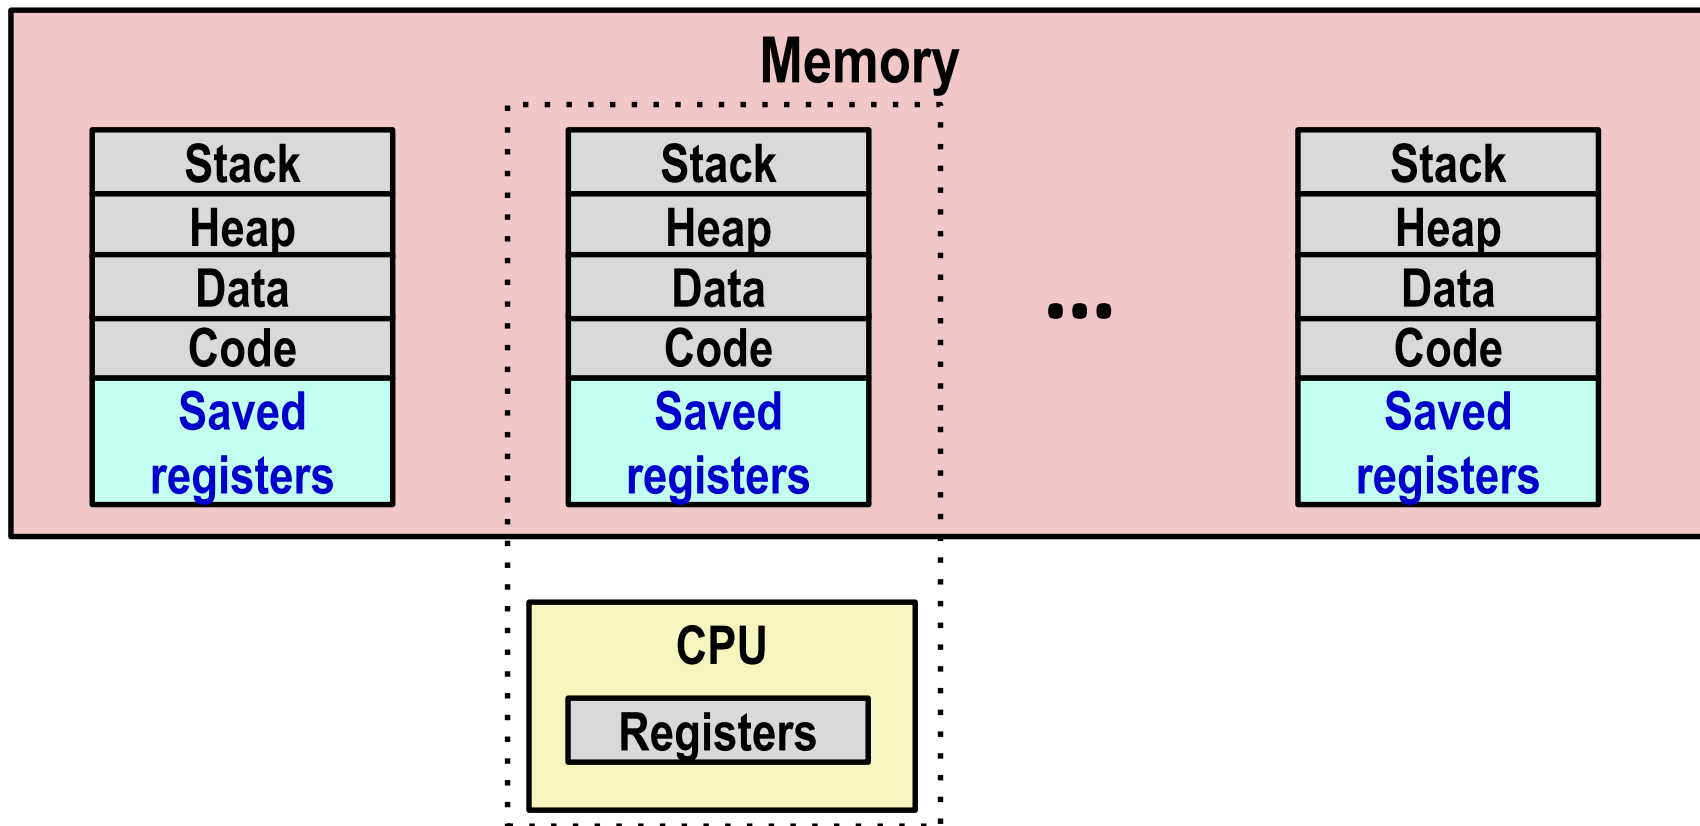 Memory
Stack
Heap
Data
Code
Saved
registers
Stack
Heap
Data
Code
Saved
registers
...
Stack
Heap
Data
Code
Saved
registers
CPU
Registers